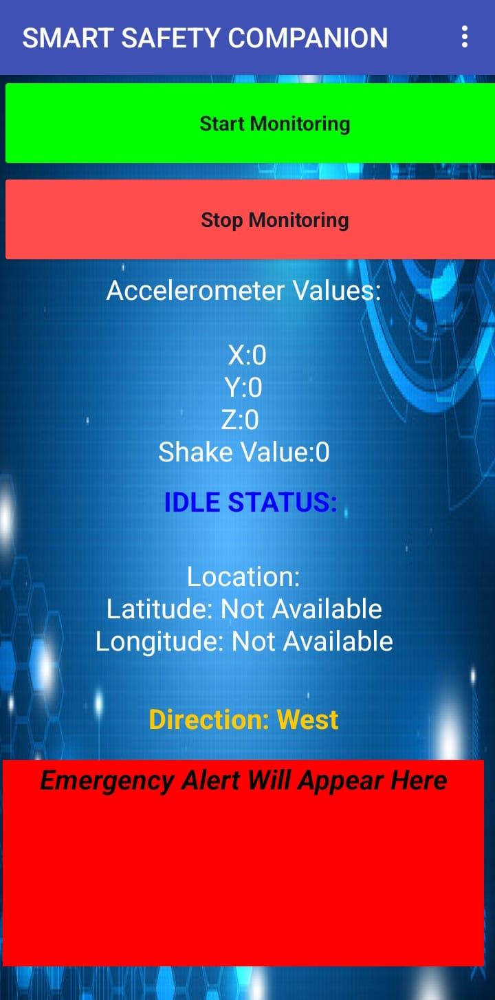 SMART SAFETY COMPANION
Start Monitoring
Stop Monitoring
Accelerometer Values:
X:0
Y:0
Z:0
Shake Value:0
IDLE STATUS:
Location:
Latitude: Not Available
Longitude: Not Available
Direction: West
Emergency Alert Will Appear Here